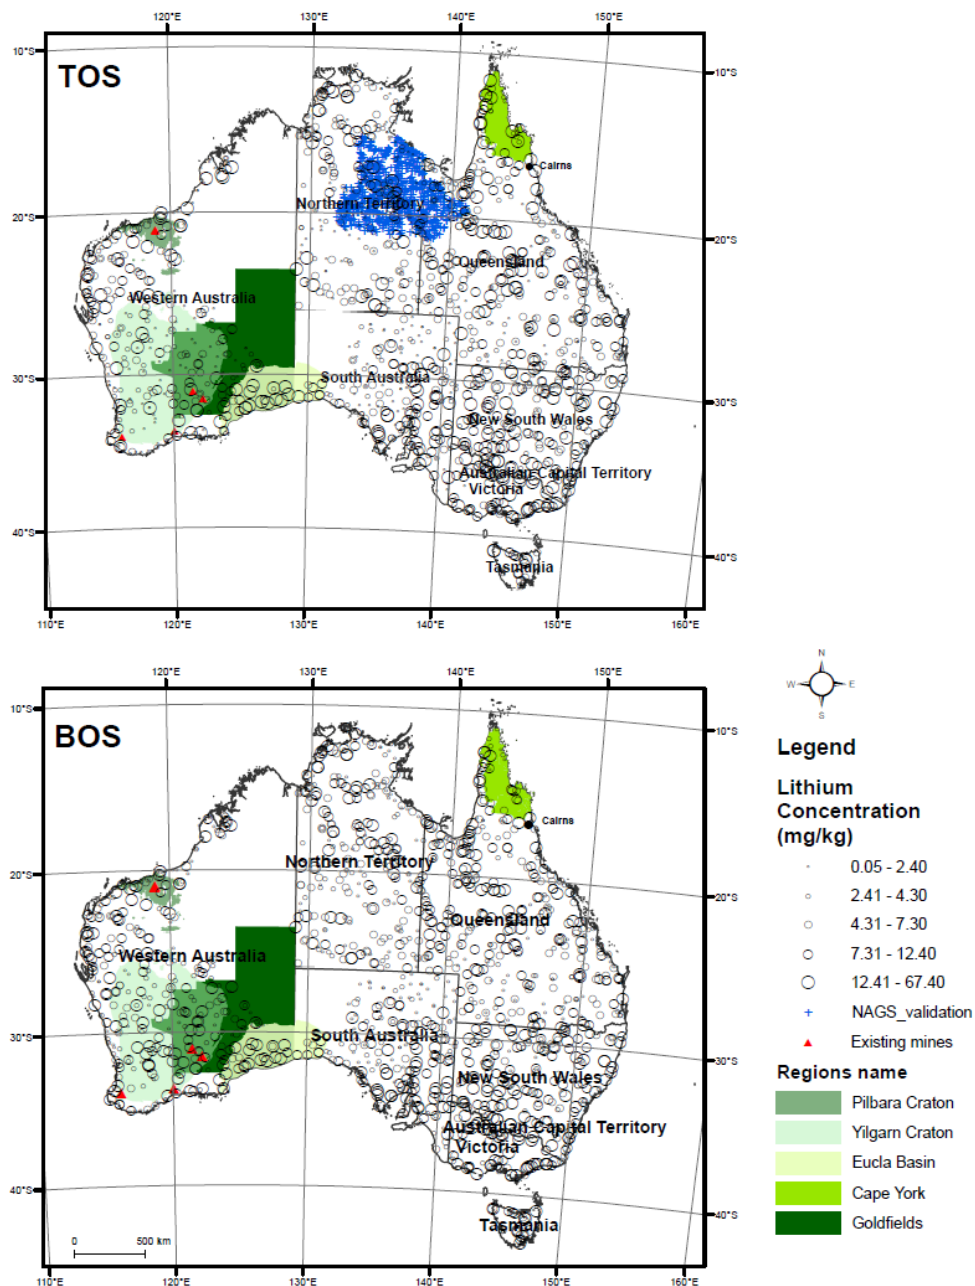 120°E 130°E 140°E 150°E
10°S
TOS
10°S
Cairns
20°S
Northern Territory
20°S
Queensland
Western Australia
30°S
South Australia
30°S
New South Wales
Australian Capital Territory
Victoria
40°S
40°S
Tasmania
110°E 120°E 130°E 140°E 150°E 160°E
120°E 130°E 140°E 150°E
10°S
BOS
10°S
Cairns
20°S
Northern Territory
20°S
Queensland
Western Australia
30°S
South Australia
30°S
New South Wales
Australian Capital Territory
Victoria
40°S
40°S
Tasmania
0 500 km
110°E 120°E 130°E 140°E 150°E 160°E
N
W E
S
Legend
Lithium
Concentration
(mg/kg)
0.05 - 2.40
2.41 - 4.30
4.31 - 7.30
7.31 - 12.40
12.41 - 67.40
NAGS_validation
Existing mines
Regions name
Pilbara Craton
Yilgarn Craton
Eucla Basin
Cape York
Goldfields